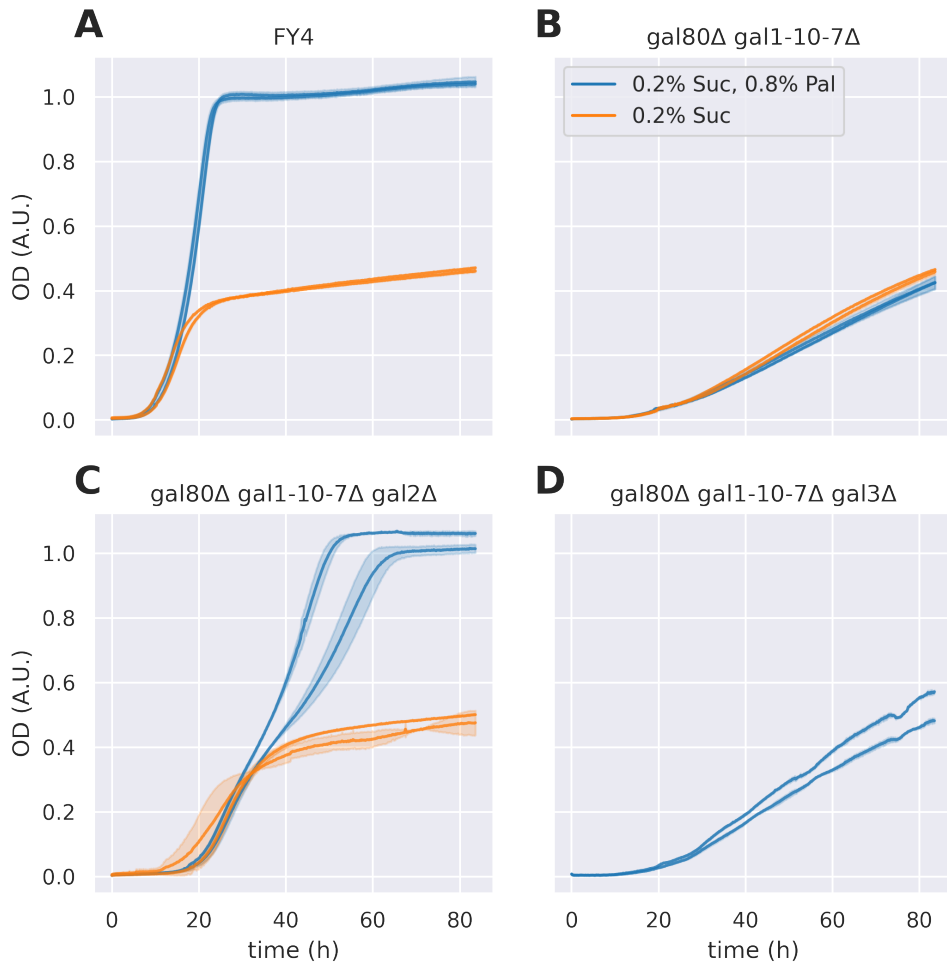 A
FY4
B
gal80Δ gal1-10-7Δ
0.2% Suc, 0.8% Pal
0.2% Suc
OD (A.U.)
1.0
0.8
0.6
0.4
0.2
0.0
C
gal80Δ gal1-10-7Δ gal2Δ
D
gal80Δ gal1-10-7Δ gal3Δ
OD (A.U.)
1.0
0.8
0.6
0.4
0.2
0.0
0 20 40 60 80
time (h)
0 20 40 60 80
time (h)